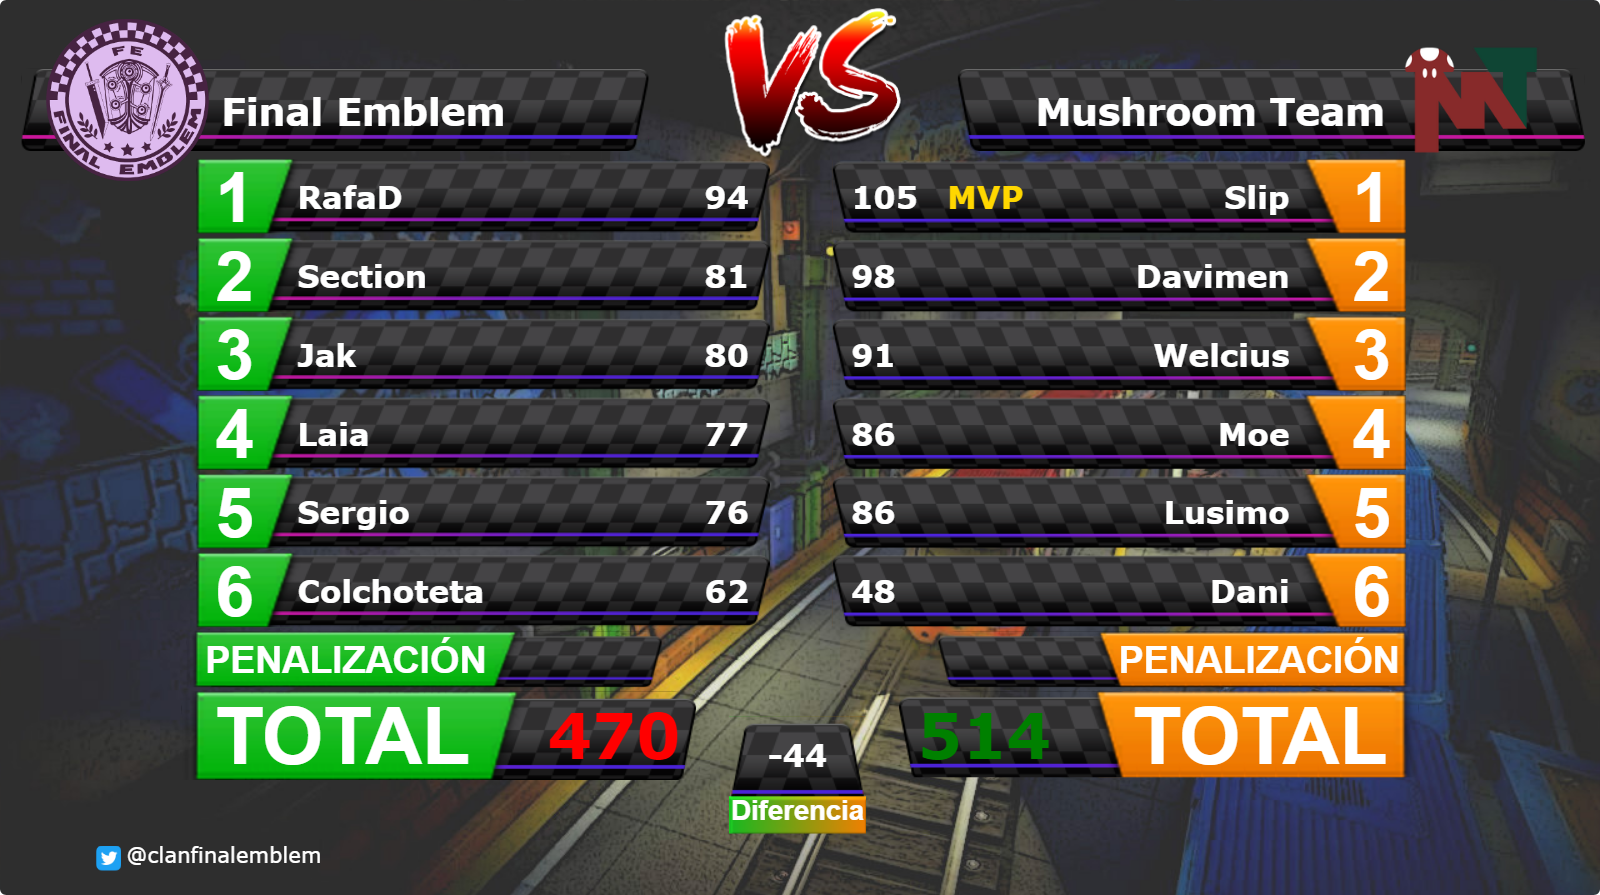 VS
FE
FINAL EMBLEM
Final Emblem
Mushroom Team
MT
1 RafaD 94
105 MVP Slip 1
2 Section 81
98 Davimen 2
3 Jak 80
91 Welcius 3
4 Laia 77
86 Moe 4
5 Sergio 76
86 Lusimo 5
6 Colchoteta 62
48 Dani 6
PENALIZACIÓN
PENALIZACIÓN
TOTAL 470
514 TOTAL
-44
Diferencia
@clanfinalemblem